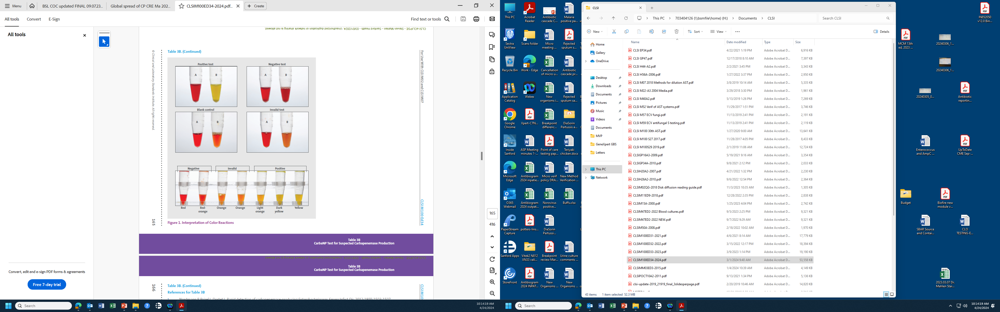 Menu
BSL COC updated FINAL 09.07.23...
Global spread of CP CRE Ma 202...
CLSIM100ED34-2024.pdf...
Create
All tools
Convert
E-Sign
Find text or tools
All tools
Convert, edit and e-sign PDF forms & agreements
Free 7-day trial
CLSI eCLIPSE - Steven Mahlen - Sanford Health - 03/01/2024. Unauthorized duplication or network sharing is not allowed.
© Clinical and Laboratory Standards Institute. All rights reserved.
165
Table 3B. (Continued)
Positive test
Negative test
A
B
A
B
Blank control
Invalid test
A
B
A
B
Negative
Invalid
Positive
Red
Red-
orange
Orange
Orange
Light
orange
Dark
yellow
Yellow
Figure 1. Interpretation of Color Reactions
For Use With CLSI M02 and CLSI M07
CLSI M100-Ed34
Table 3B
CarbaNP Test for Suspected Carbapenemase Production
Table 3B
CarbaNP Test for Suspected Carbapenemase Production
166
Table 3B. (Continued)
References for Table 3B
165
416
This PC
Acrobat
Reader
Antibiotic
cascade C...
Malaria
positive pa...
Sectra
UniView
Scans folder
Micro
meeting ...
Rejected
sputum s...
Recycle Bin
Work - Edge
Cancellation
of micro u...
Antibiotic
cascade pr...
Application
Catalog
Webex
New
organisms i...
Rejected
sputum sa...
Google
Chrome
Xpert-CTN...
Breakpoint
differenc...
DiaSorin
Pertussis a...
Inside
Sanford
ASP Meeting
minutes 1-...
Point of care
testing pap...
Teriyaki
chicken.docx
Microsoft
Edge
Antibiogram
2024 inpatie...
Micro verif
policy DRA...
New Method
Verification ...
O365
Webmail
Antibiogram
2024 outpat...
Norovirus
positive...
Buffs.xlsx
PaperStream
Capture
potters-lins...
DiaSorin
Pertussi...
Sanford Apps
Vitek2 N812
XN33 vali...
Breakpoint
review Mar...
Urine culture
comments ...
StoreFront
Antibiogram
2024 INPAT...
New
Organisms ...
New
Organisms ...
CLSI
This PC
703404126 (\\bsmfile\home) (H:)
Documents
CLSI
Search CLSI
New
Sort
View
Details
Home
Gallery
OneDrive
Desktop
Downloads
Documents
Pictures
Music
Videos
Documents
MVP
GeneXpert GBS
Letters
This PC
Network
Name
Date modified
Type
Size
CLSI EP34.pdf 4/22/2021 1:19 PM Adobe Acrobat D... 6,916 KB
CLSI GP47.pdf 12/17/2018 8:10 AM Adobe Acrobat D... 7,397 KB
CLSI H44-A2.pdf 2/2/2021 3:45 PM Adobe Acrobat D... 3,343 KB
CLSI H56A-2006.pdf 1/27/2022 3:37 PM Adobe Acrobat D... 2,950 KB
CLSI M07 2018 Methods for dilution AST.pdf 3/8/2019 10:14 AM Adobe Acrobat D... 5,335 KB
CLSI M22-A3 2004 Media.pdf 3/29/2018 3:30 PM Adobe Acrobat D... 1,961 KB
CLSI M40A2.pdf 5/13/2019 1:26 PM Adobe Acrobat D... 7,269 KB
CLSI M52 Verif of AST systems.pdf 11/29/2017 1:51 PM Adobe Acrobat D... 3,746 KB
CLSI M57 ECV fungi.pdf 11/13/2019 2:41 PM Adobe Acrobat D... 2,191 KB
CLSI M59 ECV antifungal S testing.pdf 11/13/2019 2:41 PM Adobe Acrobat D... 2,119 KB
CLSI M100 30th AST.pdf 1/27/2020 9:00 AM Adobe Acrobat D... 13,641 KB
CLSI M100 S27 2017.pdf 11/28/2017 4:05 PM Adobe Acrobat D... 8,433 KB
CLSI M100S29 2019.pdf 2/1/2019 11:06 AM Adobe Acrobat D... 12,724 KB
CLSIGP16A3-2009.pdf 5/19/2021 9:16 AM Adobe Acrobat D... 3,354 KB
CLSIGP34A-2010.pdf 9/8/2021 2:12 PM Adobe Acrobat D... 2,033 KB
CLSIH20A2-2007.pdf 4/21/2022 1:32 PM Adobe Acrobat D... 2,230 KB
CLSIH26A2-2010.pdf 9/6/2022 12:54 PM Adobe Acrobat D... 2,364 KB
CLSIM02QG-2018 Disk diffusion reading guide.pdf 11/3/2023 10:35 AM Adobe Acrobat D... 1,305 KB
CLSIM11ED9-2018.pdf 12/28/2022 2:35 PM Adobe Acrobat D... 2,838 KB
CLSIM15A-2000.pdf 1/25/2023 4:04 PM Adobe Acrobat D... 2,742 KB
CLSIM47ED2-2022 Blood cultures.pdf 9/5/2023 2:25 PM Adobe Acrobat D... 9,321 KB
CLSIM47ED2-2022 NEW.pdf 9/7/2022 9:29 AM Adobe Acrobat D... 9,321 KB
CLSIM50A-2008.pdf 2/18/2022 10:02 AM Adobe Acrobat D... 1,970 KB
CLSIM100ED31-2021.pdf 4/6/2021 8:14 AM Adobe Acrobat D... 17,779 KB
CLSIM100ED32-2022.pdf 3/15/2022 12:17 PM Adobe Acrobat D... 18,394 KB
CLSIM100ED33-2023.pdf 3/9/2023 1:14 PM Adobe Acrobat D... 19,190 KB
CLSIM100ED34-2024.pdf 3/1/2024 9:40 AM Adobe Acrobat D... 53,558 KB
CLSIMM03ED3-2015.pdf 1/4/2024 10:39 AM Adobe Acrobat D... 4,149 KB
CLSIPOCT10A2-2011.pdf 9/13/2021 1:34 PM Adobe Acrobat D... 5,136 KB
clsi-update-2019_21919_final_3slidesperpage.pdf 2/20/2019 10:46 AM Adobe Acrobat D... 14,820 KB
43 items
1 item selected 52.3 MB
IN852050
v12.0 Bin...
MCM 13th
ed, 2023 ...
20240306_1...
20240306_1...
20240305_0...
Antibiotic
reportin...
Enterococcus
and AmpC ...
UpToDate
CME Sep-...
Budget
Biofire new
module v...
SBAR Source
and Contai...
CLO
TESTING-E...
2023.03.07 Dr.
Mahlen Stai...
Search
10:14:19 AM
4/24/2024
Search
10:14:19 AM
4/24/2024